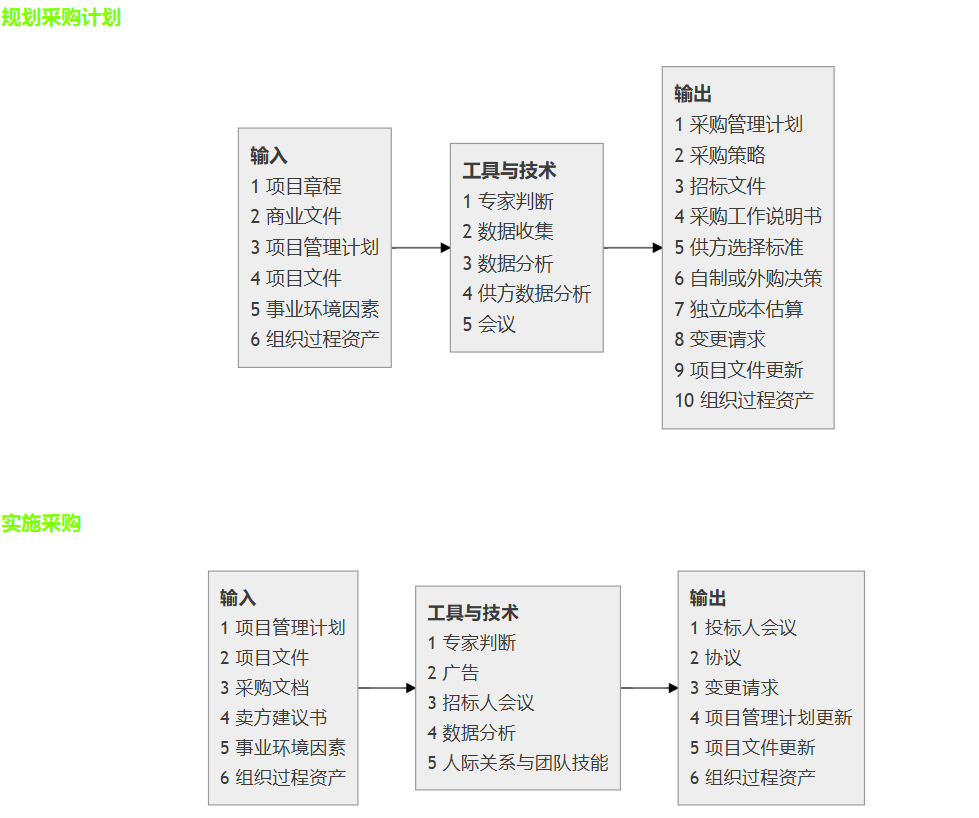 规划采购计划
输入
1 项目章程
2 商业文件
3 项目管理计划
4 项目文件
5 事业环境因素
6 组织过程资产
工具与技术
1 专家判断
2 数据收集
3 数据分析
4 供方数据分析
5 会议
输出
1 采购管理计划
2 采购策略
3 招标文件
4 采购工作说明书
5 供方选择标准
6 自制或外购决策
7 独立成本估算
8 变更请求
9 项目文件更新
10 组织过程资产
实施采购
输入
1 项目管理计划
2 项目文件
3 采购文档
4 卖方建议书
5 事业环境因素
6 组织过程资产
工具与技术
1 专家判断
2 广告
3 招标人会议
4 数据分析
5 人际关系与团队技能
输出
1 投标人会议
2 协议
3 变更请求
4 项目管理计划更新
5 项目文件更新
6 组织过程资产